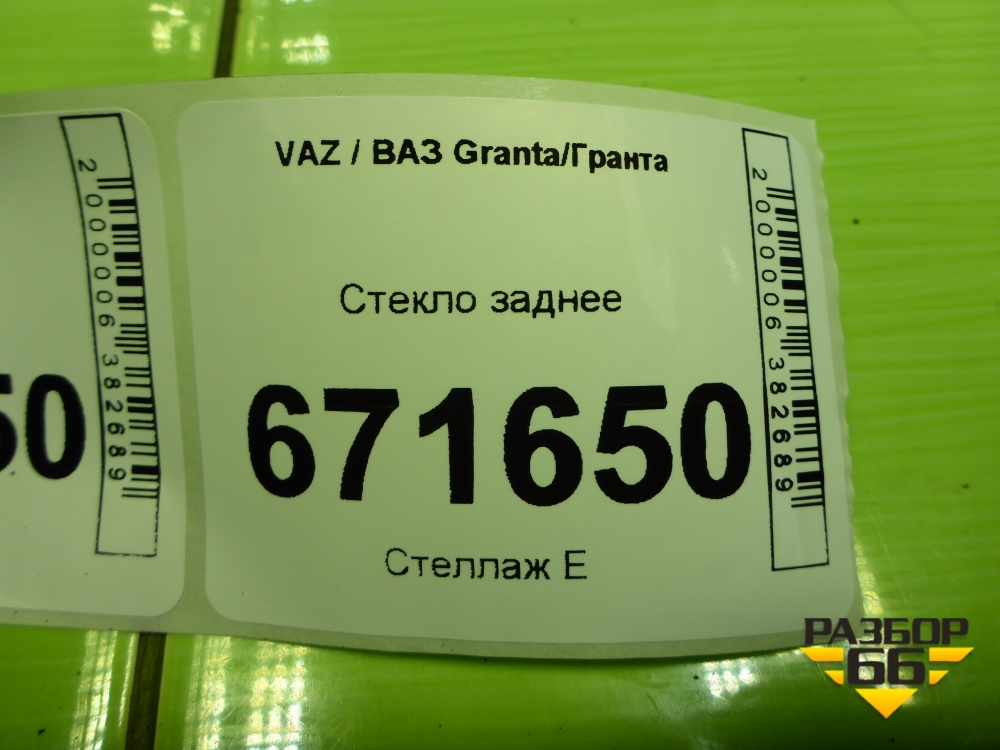 VAZ / ВАЗ Granta/Гранта
Стекло заднее
671650
Стеллаж Е
2000006382689
50
2000006382689
РАЗБОР
66